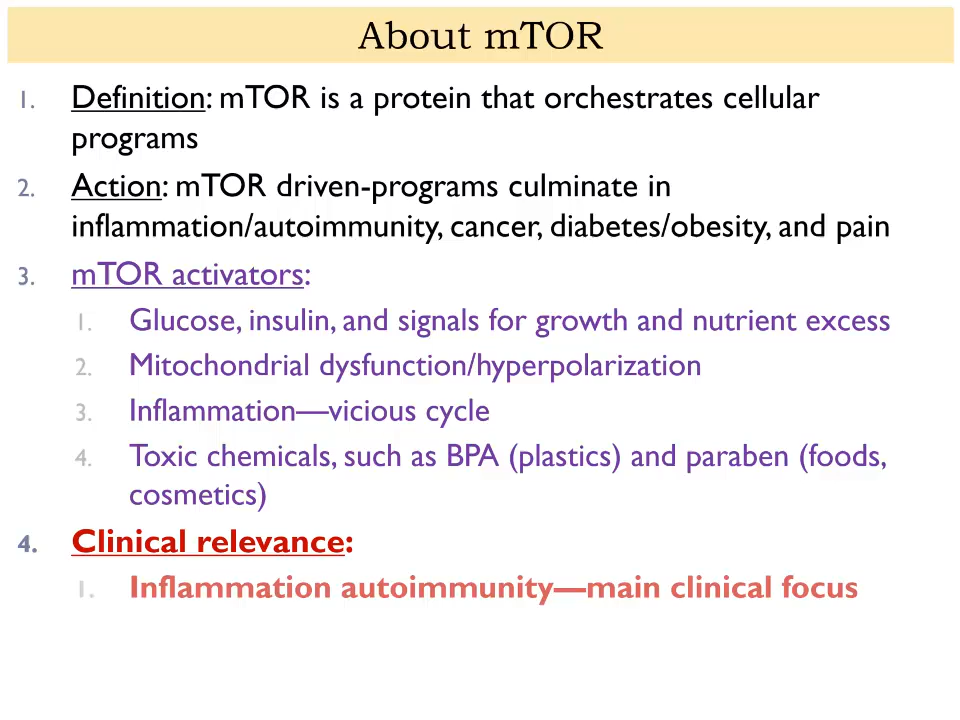 About mTOR
1. Definition: mTOR is a protein that orchestrates cellular
programs
2. Action: mTOR driven-programs culminate in
inflammation/autoimmunity, cancer, diabetes/obesity, and pain
3. mTOR activators:
1. Glucose, insulin, and signals for growth and nutrient excess
2. Mitochondrial dysfunction/hyperpolarization
3. Inflammation—vicious cycle
4. Toxic chemicals, such as BPA (plastics) and paraben (foods,
cosmetics)
4. Clinical relevance:
1. Inflammation autoimmunity—main clinical focus